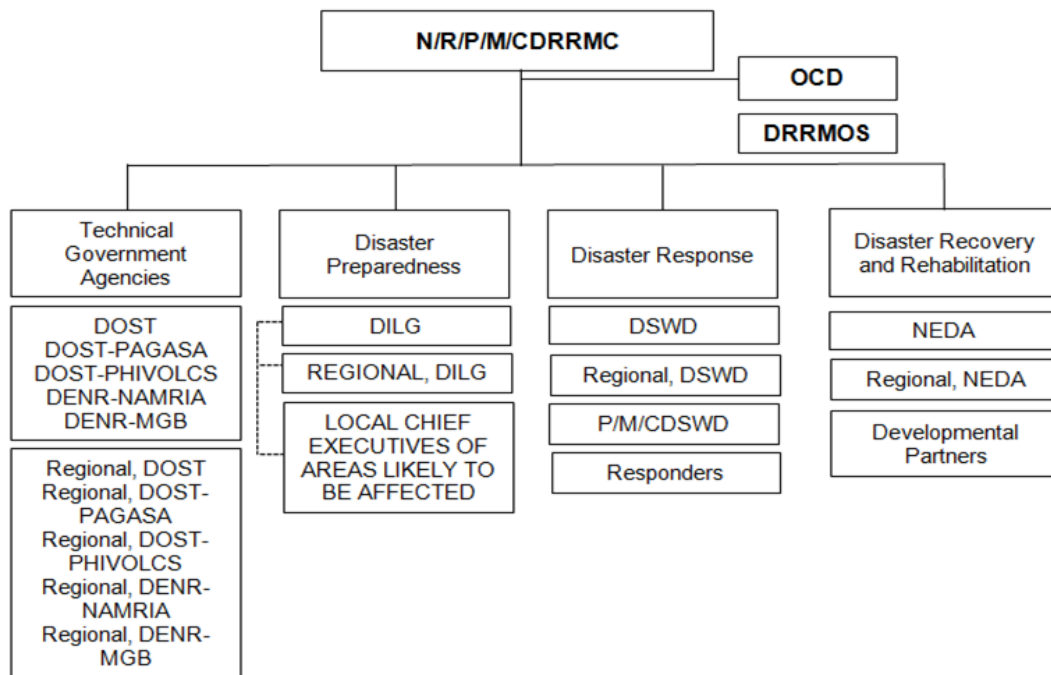 N/R/P/M/CDRRMC
OCD
DRRMOS
Technical
Government
Agencies
DOST
DOST-PAGASA
DOST-PHIVOLCS
DENR-NAMRIA
DENR-MGB
Regional, DOST
Regional, DOST-
PAGASA
Regional, DOST-
PHIVOLCS
Regional, DENR-
NAMRIA
Regional, DENR-
MGB
Disaster
Preparedness
DILG
REGIONAL, DILG
LOCAL CHIEF
EXECUTIVES OF
AREAS LIKELY TO
BE AFFECTED
Disaster Response
DSWD
Regional, DSWD
P/M/CDSWD
Responders
Disaster Recovery
and Rehabilitation
NEDA
Regional, NEDA
Developmental
Partners